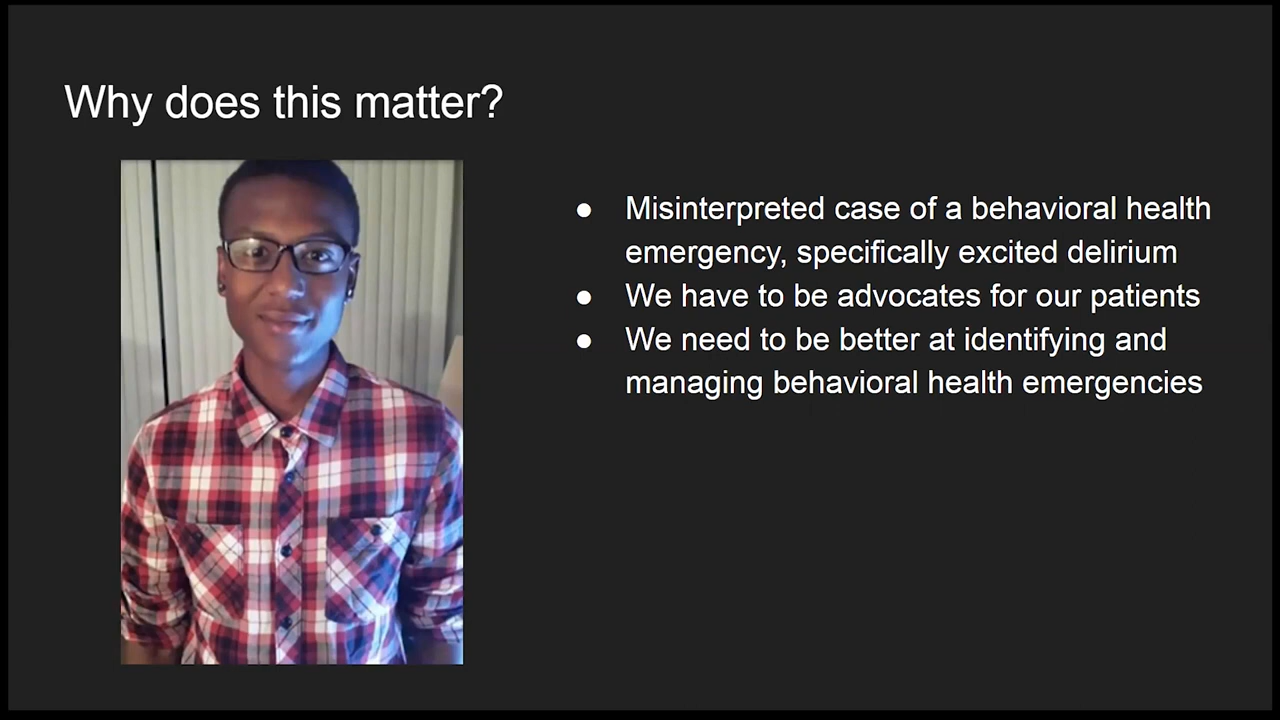 Why does this matter?
● Misinterpreted case of a behavioral health
emergency, specifically excited delirium
● We have to be advocates for our patients
● We need to be better at identifying and
managing behavioral health emergencies